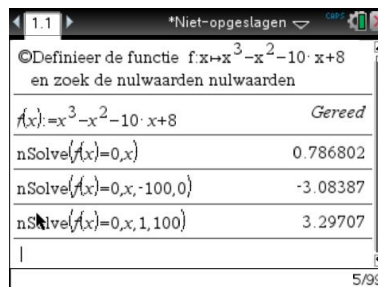 1.1 *Niet-opgeslagen CAPS
©Definieer de functie f:x↦x³−x²−10·x+8
en zoek de nulwaarden nulwaarden
f(x):=x³−x²−10·x+8 Gereed
nSolve(f(x)=0,x) 0.786802
nSolve(f(x)=0,x,-100,0) -3.08387
nSolve(f(x)=0,x,1,100) 3.29707
5/99